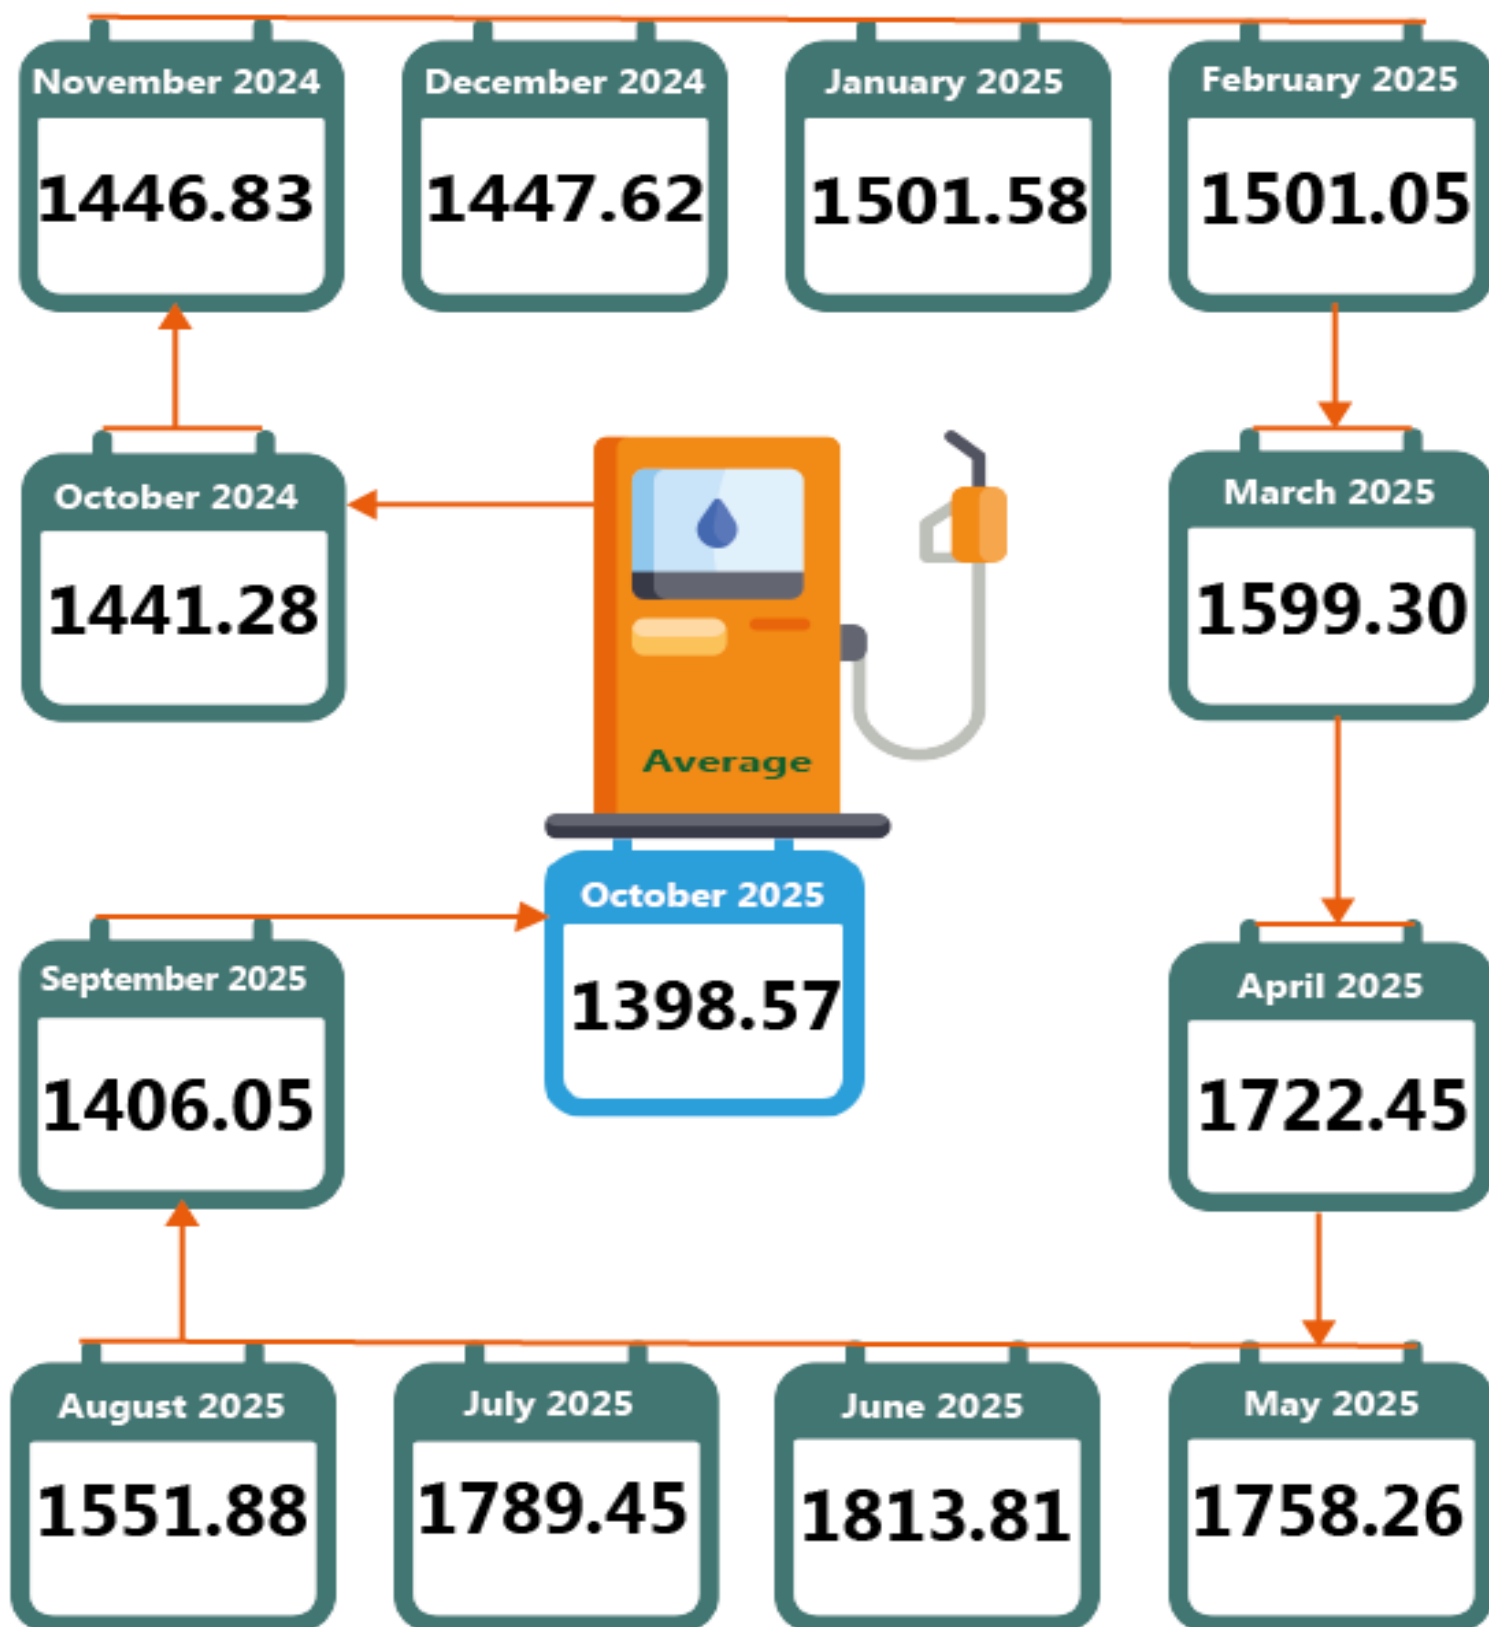 November 2024
1446.83
December 2024
1447.62
January 2025
1501.58
February 2025
1501.05
October 2024
1441.28
Average
March 2025
1599.30
September 2025
1406.05
October 2025
1398.57
April 2025
1722.45
August 2025
1551.88
July 2025
1789.45
June 2025
1813.81
May 2025
1758.26